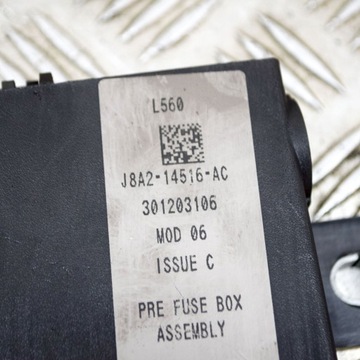 L560
J8A2-14516-AC
301203106
MOD 06
ISSUE C
PRE FUSE BOX
ASSEMBLY